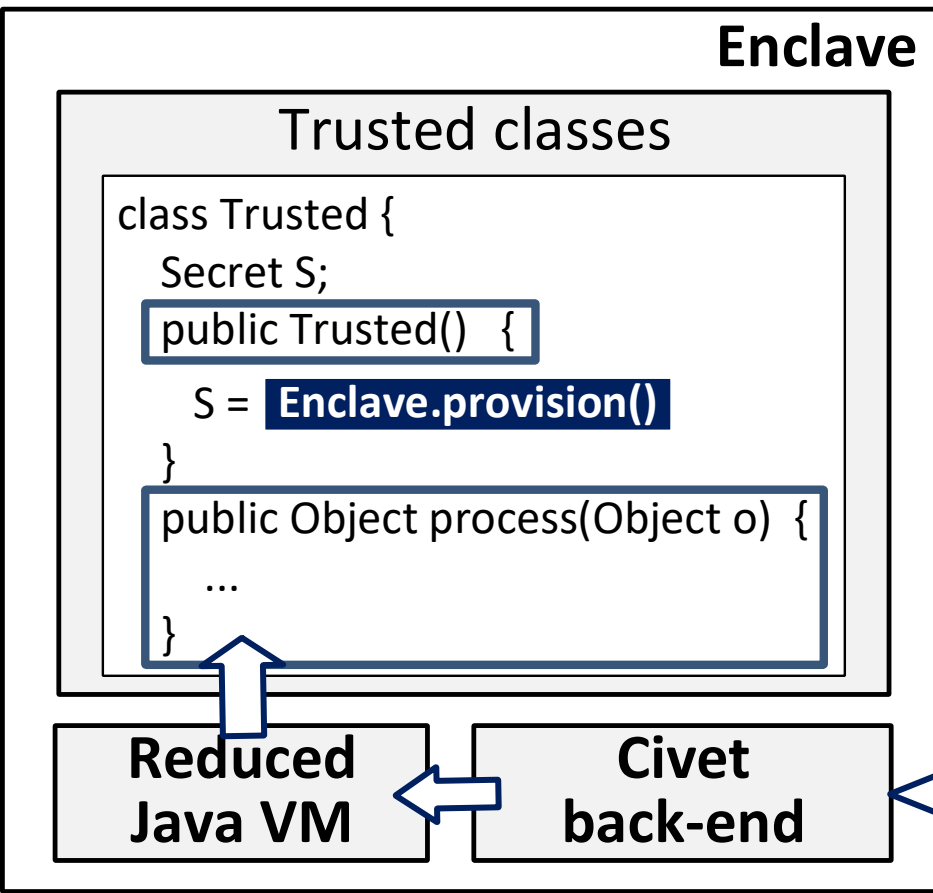 Enclave
Trusted classes
class Trusted {
Secret S;
public Trusted() {
S = Enclave.provision()
}
public Object process(Object o) {
...
}
Reduced
Java VM
Civet
back-end